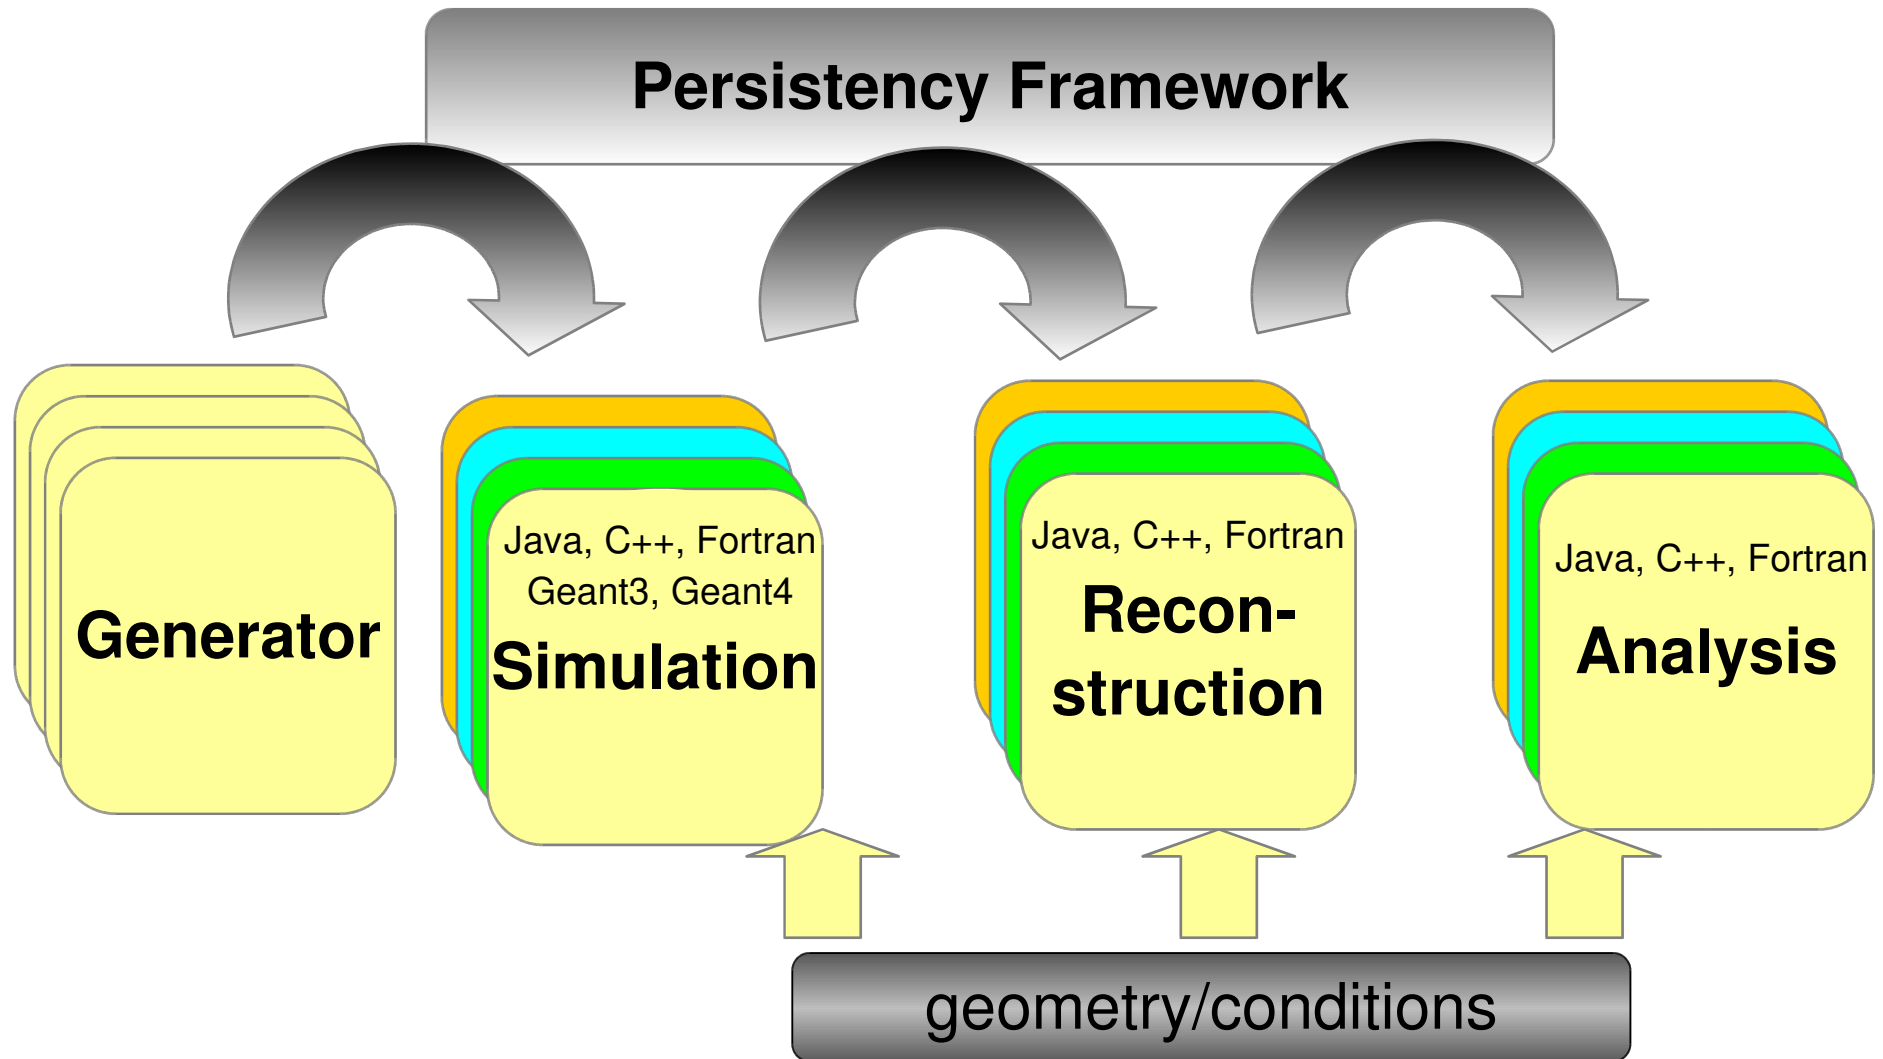 Persistency Framework
Generator
Java, C++, Fortran
Geant3, Geant4
Simulation
Java, C++, Fortran
Recon-
struction
Java, C++, Fortran
Analysis
geometry/conditions